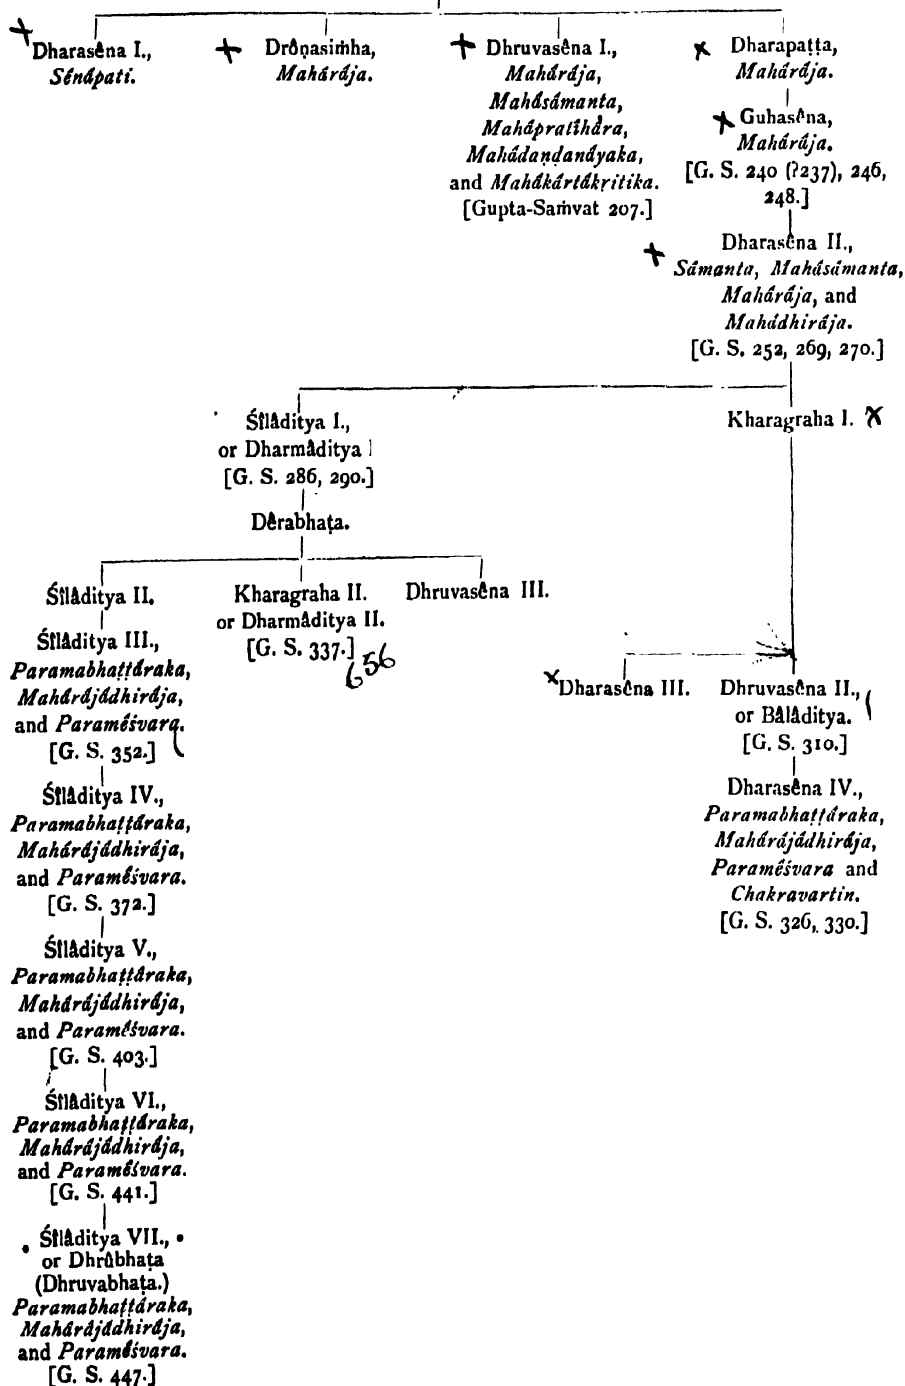 Dharasêna I.,
Sênâpati.
Drôṇasiṁha,
Mahârâja.
Dhruvasêna I.,
Mahârâja,
Mahâsâmanta,
Mahâpratîhâra,
Mahâdaṇḍanâyaka,
and Mahâkârtâkṛitika.
[Gupta-Saṁvat 207.]
Dharapaṭṭa,
Mahârâja.
Guhasêna,
Mahârâja.
[G. S. 240 (?237), 246,
248.]
Dharasêna II.,
Sâmanta, Mahâsâmanta,
Mahârâja, and
Mahâdhirâja.
[G. S. 252, 269, 270.]
Śîlâditya I.,
or Dharmâditya I
[G. S. 286, 290.]
Kharagraha I.
Dêrabhaṭa.
Śîlâditya II.
Kharagraha II.
or Dharmâditya II.
[G. S. 337.]
656
Dhruvasêna III.
Śîlâditya III.,
Paramabhaṭṭâraka,
Mahârâjâdhirâja,
and Paramêśvara.
[G. S. 352.]
Dharasêna III.
Dhruvasêna II.,
or Bâlâditya.
[G. S. 310.]
Śîlâditya IV.,
Paramabhaṭṭâraka,
Mahârâjâdhirâja,
and Paramêśvara.
[G. S. 372.]
Dharasêna IV.,
Paramabhaṭṭâraka,
Mahârâjâdhirâja,
Paramêśvara and
Chakravartin.
[G. S. 326, 330.]
Śîlâditya V.,
Paramabhaṭṭâraka,
Mahârâjâdhirâja,
and Paramêśvara.
[G. S. 403.]
Śîlâditya VI.,
Paramabhaṭṭâraka,
Mahârâjâdhirâja,
and Paramêśvara.
[G. S. 441.]
Śîlâditya VII.,
or Dhrûbhaṭa
(Dhruvabhaṭa.)
Paramabhaṭṭâraka,
Mahârâjâdhirâja,
and Paramêśvara.
[G. S. 447.]